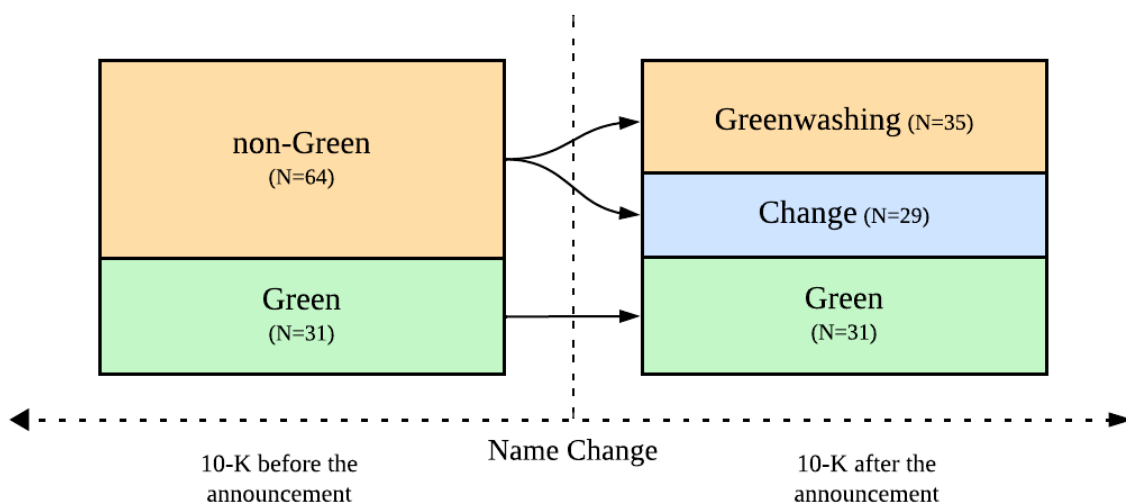 non-Green
(N=64)
Green
(N=31)
Greenwashing (N=35)
Change (N=29)
Green
(N=31)
Name Change
10-K before the
announcement
10-K after the
announcement